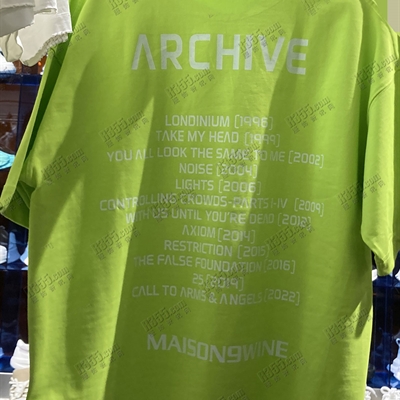 ARCHIVE
LONDINIUM (1996)
TAKE MY HEAD (1999)
YOU ALL LOOK THE SAME TO ME (2002)
NOISE (2004)
LIGHTS (2006)
CONTROLLING CROWDS-PARTS I-IV (2009)
WITH US UNTIL YOU'RE DEAD (2012)
AXIOM (2014)
RESTRICTION (2015)
THE FALSE FOUNDATION (2016)
25 (2019)
CALL TO ARMS & ANGELS (2022)
MAISON9WINE